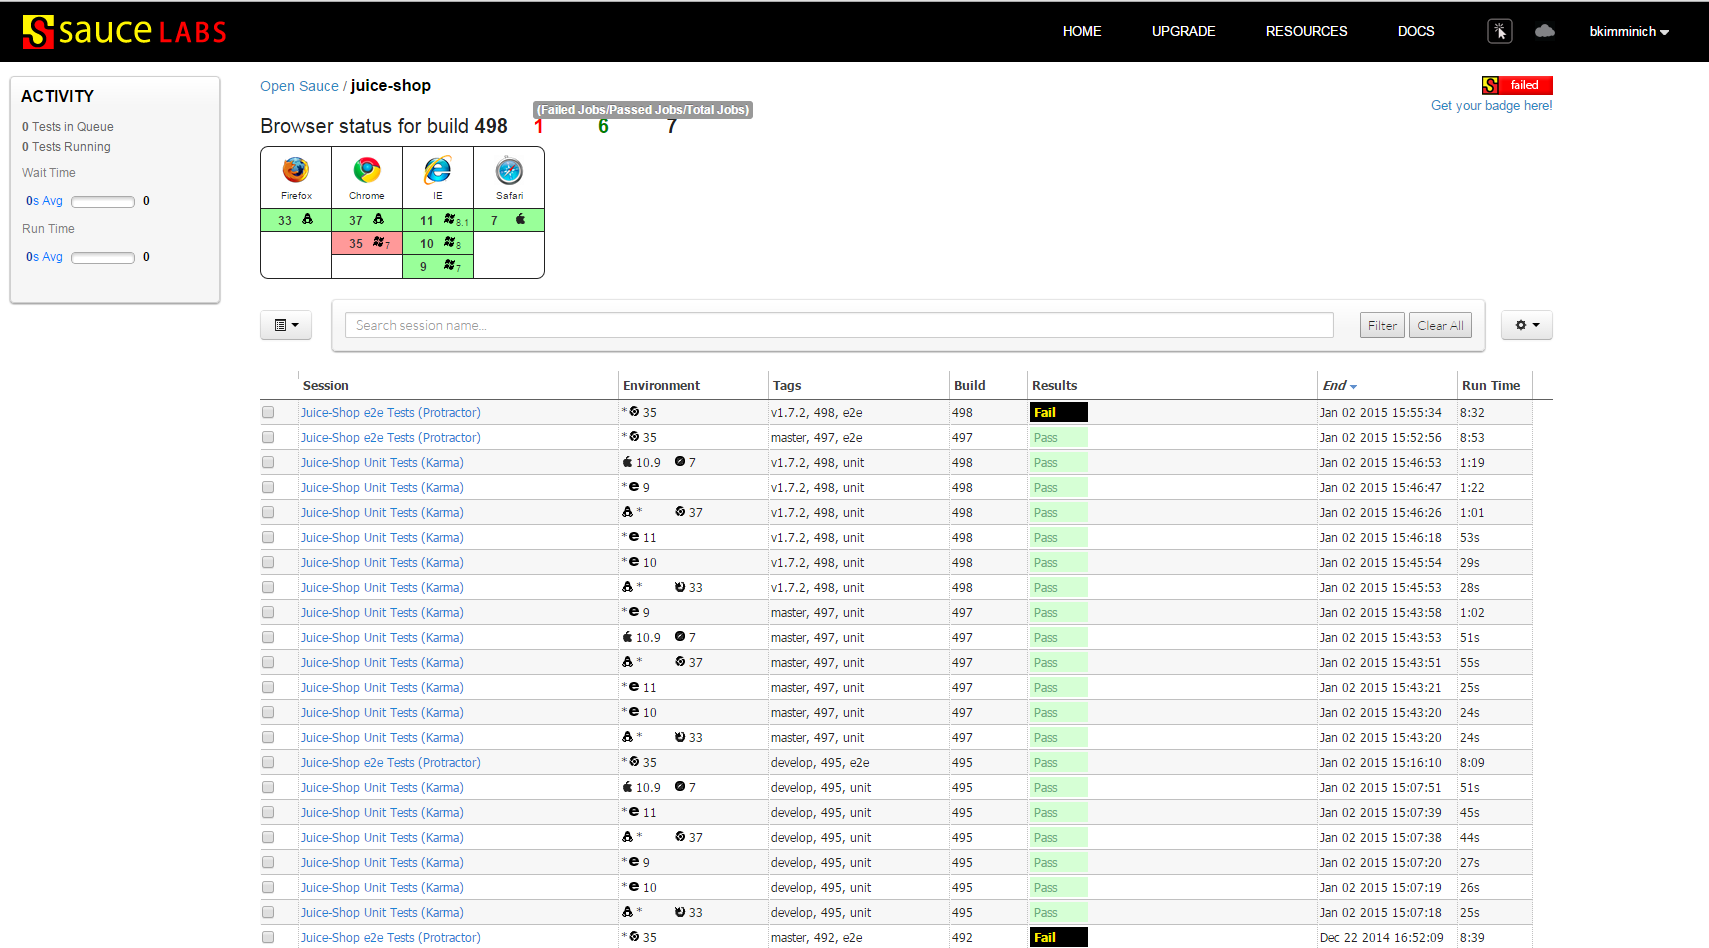 sauce LABS
HOME UPGRADE RESOURCES DOCS bkimminich
ACTIVITY
0 Tests in Queue
0 Tests Running
Wait Time
0s Avg 0
Run Time
0s Avg 0
Open Sauce / juice-shop
failed
Get your badge here!
(Failed Jobs/Passed Jobs/Total Jobs)
Browser status for build 498 1 6 7
Firefox Chrome IE Safari
33 37 11 8.1 7
35 7 10 8
9 7
Search session name... Filter Clear All
Session Environment Tags Build Results End Run Time
Juice-Shop e2e Tests (Protractor) * 35 v1.7.2, 498, e2e 498 Fail Jan 02 2015 15:55:34 8:32
Juice-Shop e2e Tests (Protractor) * 35 master, 497, e2e 497 Pass Jan 02 2015 15:52:56 8:53
Juice-Shop Unit Tests (Karma) 10.9 7 v1.7.2, 498, unit 498 Pass Jan 02 2015 15:46:53 1:19
Juice-Shop Unit Tests (Karma) * 9 v1.7.2, 498, unit 498 Pass Jan 02 2015 15:46:47 1:22
Juice-Shop Unit Tests (Karma) * 37 v1.7.2, 498, unit 498 Pass Jan 02 2015 15:46:26 1:01
Juice-Shop Unit Tests (Karma) * 11 v1.7.2, 498, unit 498 Pass Jan 02 2015 15:46:18 53s
Juice-Shop Unit Tests (Karma) * 10 v1.7.2, 498, unit 498 Pass Jan 02 2015 15:45:54 29s
Juice-Shop Unit Tests (Karma) * 33 v1.7.2, 498, unit 498 Pass Jan 02 2015 15:45:53 28s
Juice-Shop Unit Tests (Karma) * 9 master, 497, unit 497 Pass Jan 02 2015 15:43:58 1:02
Juice-Shop Unit Tests (Karma) 10.9 7 master, 497, unit 497 Pass Jan 02 2015 15:43:53 51s
Juice-Shop Unit Tests (Karma) * 37 master, 497, unit 497 Pass Jan 02 2015 15:43:51 55s
Juice-Shop Unit Tests (Karma) * 11 master, 497, unit 497 Pass Jan 02 2015 15:43:21 25s
Juice-Shop Unit Tests (Karma) * 10 master, 497, unit 497 Pass Jan 02 2015 15:43:20 24s
Juice-Shop Unit Tests (Karma) * 33 master, 497, unit 497 Pass Jan 02 2015 15:43:20 24s
Juice-Shop e2e Tests (Protractor) * 35 develop, 495, e2e 495 Pass Jan 02 2015 15:16:10 8:09
Juice-Shop Unit Tests (Karma) 10.9 7 develop, 495, unit 495 Pass Jan 02 2015 15:07:51 51s
Juice-Shop Unit Tests (Karma) * 11 develop, 495, unit 495 Pass Jan 02 2015 15:07:39 45s
Juice-Shop Unit Tests (Karma) * 37 develop, 495, unit 495 Pass Jan 02 2015 15:07:38 44s
Juice-Shop Unit Tests (Karma) * 9 develop, 495, unit 495 Pass Jan 02 2015 15:07:20 27s
Juice-Shop Unit Tests (Karma) * 10 develop, 495, unit 495 Pass Jan 02 2015 15:07:19 26s
Juice-Shop Unit Tests (Karma) * 33 develop, 495, unit 495 Pass Jan 02 2015 15:07:18 25s
Juice-Shop e2e Tests (Protractor) * 35 master, 492, e2e 492 Fail Dec 22 2014 16:52:09 8:39